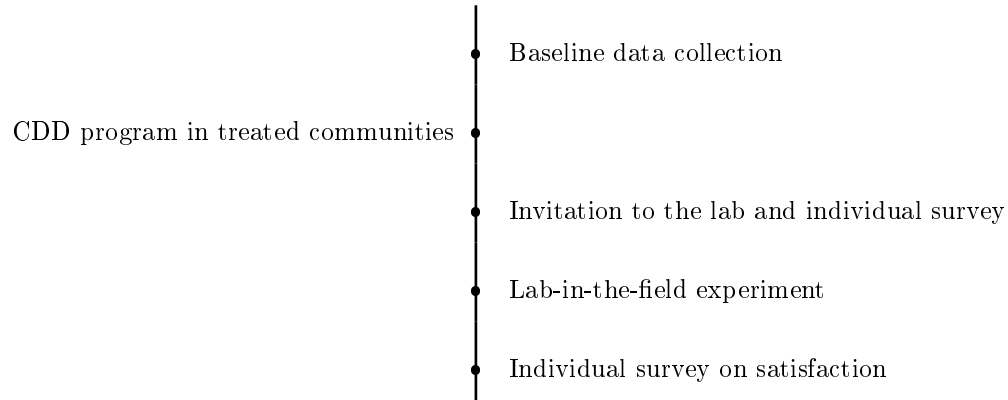 Baseline data collection
CDD program in treated communities
Invitation to the lab and individual survey
Lab-in-the-field experiment
Individual survey on satisfaction